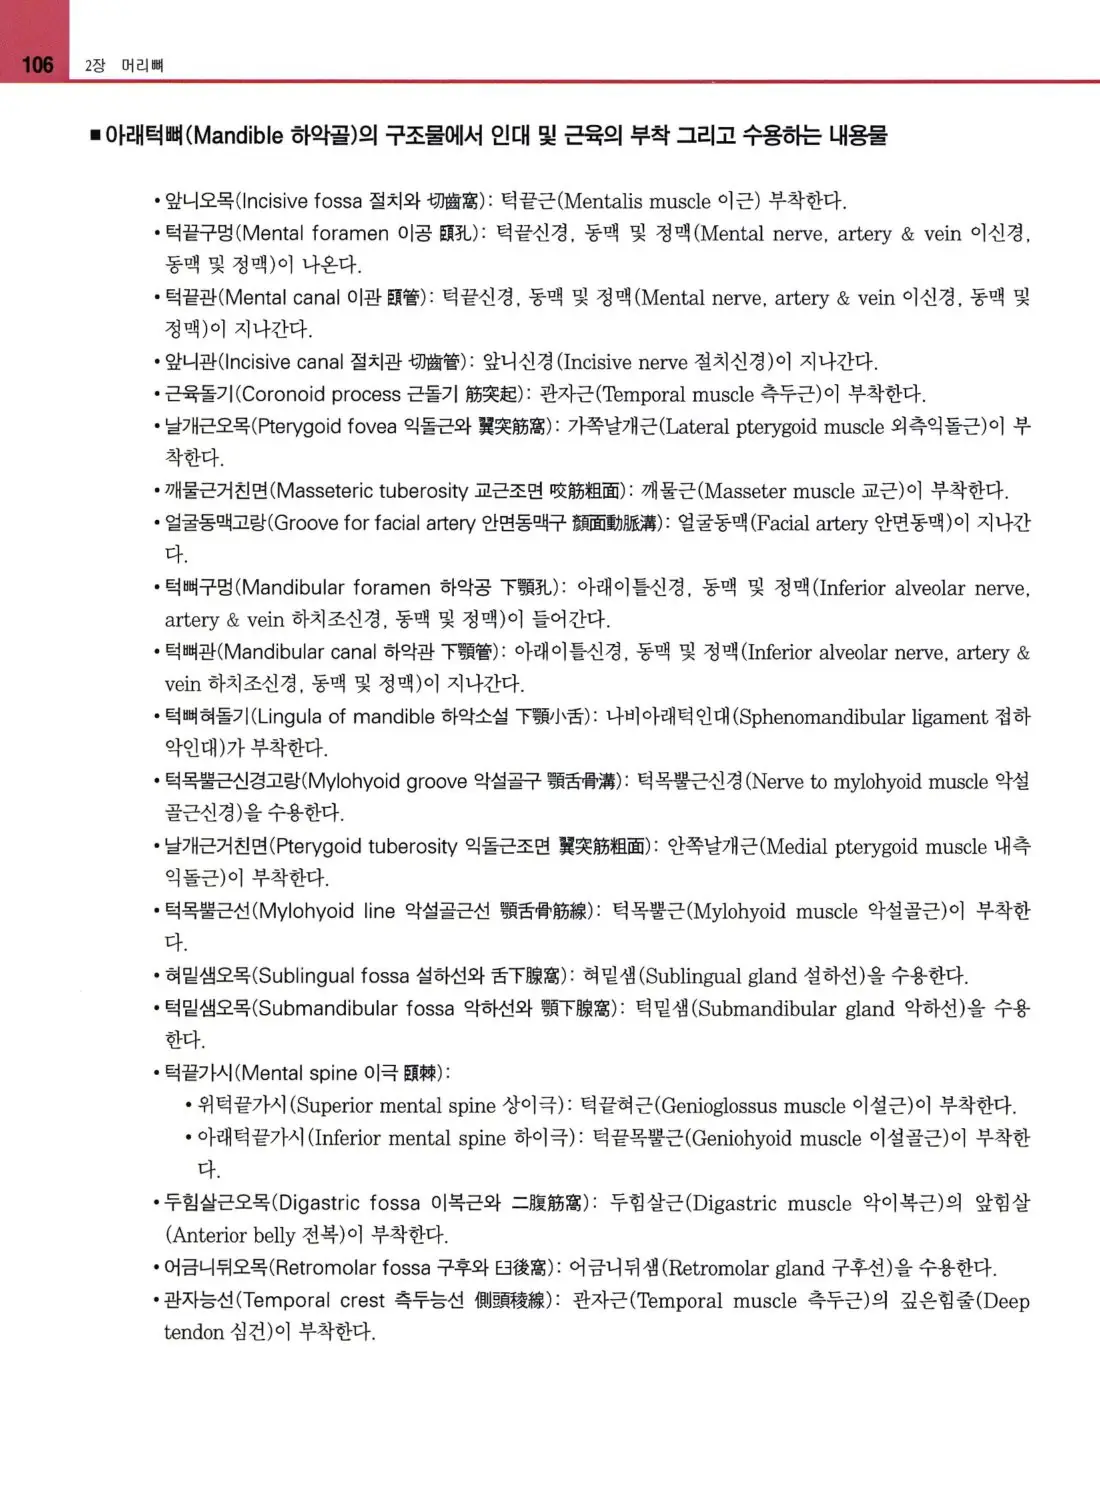 106 2장 머리뼈
■ 아래턱뼈(Mandible 하악골)의 구조물에서 인대 및 근육의 부착 그리고 수용하는 내용물
• 앞니오목(Incisive fossa 절치와 切齒窩): 턱끝근(Mentalis muscle 이근) 부착한다.
• 턱끝구멍(Mental foramen 이공 頤孔): 턱끝신경, 동맥 및 정맥(Mental nerve, artery & vein 이신경,
동맥 및 정맥)이 나온다.
• 턱끝관(Mental canal 이관 頤管): 턱끝신경, 동맥 및 정맥(Mental nerve, artery & vein 이신경, 동맥 및
정맥)이 지나간다.
• 앞니관(Incisive canal 절치관 切齒管): 앞니신경(Incisive nerve 절치신경)이 지나간다.
• 근육돌기(Coronoid process 근돌기 筋突起): 관자근(Temporal muscle 측두근)이 부착한다.
• 날개근오목(Pterygoid fovea 익돌근와 翼突筋窩): 가쪽날개근(Lateral pterygoid muscle 외측익돌근)이 부
착한다.
• 깨물근거친면(Masseteric tuberosity 교근조면 咬筋粗面): 깨물근(Masseter muscle 교근)이 부착한다.
• 얼굴동맥고랑(Groove for facial artery 안면동맥구 顔面動脈溝): 얼굴동맥(Facial artery 안면동맥)이 지나간
다.
• 턱뼈구멍(Mandibular foramen 하악공 下顎孔): 아래이틀신경, 동맥 및 정맥(Inferior alveolar nerve,
artery & vein 하치조신경, 동맥 및 정맥)이 들어간다.
• 턱뼈관(Mandibular canal 하악관 下顎管): 아래이틀신경, 동맥 및 정맥(Inferior alveolar nerve, artery &
vein 하치조신경, 동맥 및 정맥)이 지나간다.
• 턱뼈혀돌기(Lingula of mandible 하악소설 下顎小舌): 나비아래턱인대(Sphenomandibular ligament 접하
악인대)가 부착한다.
• 턱목뿔근신경고랑(Mylohyoid groove 악설골구 顎舌骨溝): 턱목뿔근신경(Nerve to mylohyoid muscle 악설
골근신경)을 수용한다.
• 날개근거친면(Pterygoid tuberosity 익돌근조면 翼突筋粗面): 안쪽날개근(Medial pterygoid muscle 내측
익돌근)이 부착한다.
• 턱목뿔근선(Mylohyoid line 악설골근선 顎舌骨筋線): 턱목뿔근(Mylohyoid muscle 악설골근)이 부착한
다.
• 혀밑샘오목(Sublingual fossa 설하선와 舌下腺窩): 혀밑샘(Sublingual gland 설하선)을 수용한다.
• 턱밑샘오목(Submandibular fossa 악하선와 顎下腺窩): 턱밑샘(Submandibular gland 악하선)을 수용
한다.
• 턱끝가시(Mental spine 이극 頤棘):
• 위턱끝가시(Superior mental spine 상이극): 턱끝혀근(Genioglossus muscle 이설근)이 부착한다.
• 아래턱끝가시(Inferior mental spine 하이극): 턱끝목뿔근(Geniohyoid muscle 이설골근)이 부착한
다.
• 두힘살근오목(Digastric fossa 이복근와 二腹筋窩): 두힘살근(Digastric muscle 악이복근)의 앞힘살
(Anterior belly 전복)이 부착한다.
• 어금니뒤오목(Retromolar fossa 구후와 臼後窩): 어금니뒤샘(Retromolar gland 구후선)을 수용한다.
• 관자능선(Temporal crest 측두능선 側頭稜線): 관자근(Temporal muscle 측두근)의 깊은힘줄(Deep
tendon 심건)이 부착한다.